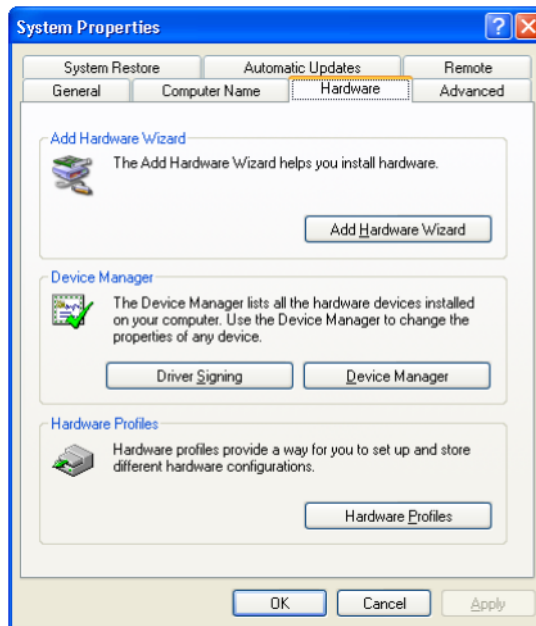 System Properties
System Restore Automatic Updates Remote
General Computer Name Hardware Advanced
Add Hardware Wizard
The Add Hardware Wizard helps you install hardware.
Add Hardware Wizard
Device Manager
The Device Manager lists all the hardware devices installed
on your computer. Use the Device Manager to change the
properties of any device.
Driver Signing Device Manager
Hardware Profiles
Hardware profiles provide a way for you to set up and store
different hardware configurations.
Hardware Profiles
OK Cancel Apply